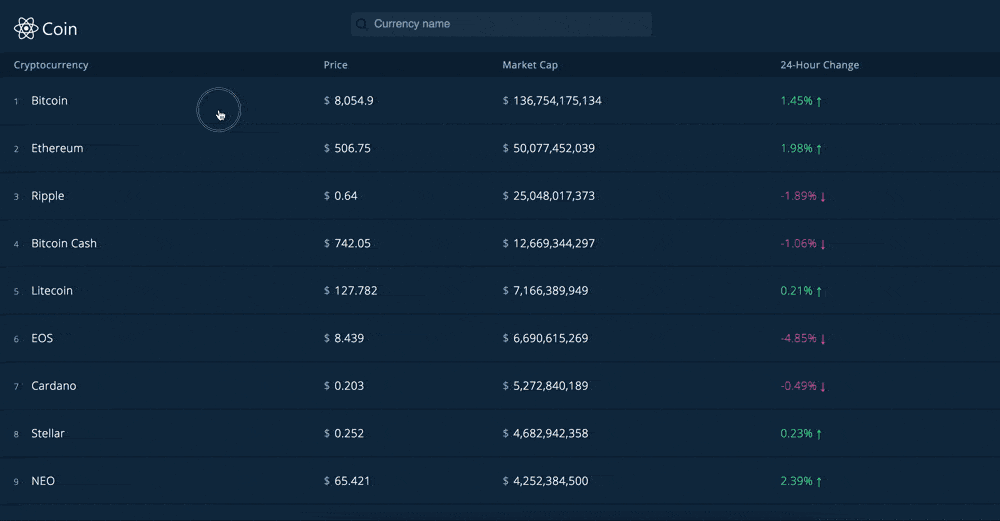 Coin
Currency name
Cryptocurrency Price Market Cap 24-Hour Change
1 Bitcoin $ 8,054.9 $ 136,754,175,134 1.45% ↑
2 Ethereum $ 506.75 $ 50,077,452,039 1.98% ↑
3 Ripple $ 0.64 $ 25,048,017,373 -1.89% ↓
4 Bitcoin Cash $ 742.05 $ 12,669,344,297 -1.06% ↓
5 Litecoin $ 127.782 $ 7,166,389,949 0.21% ↑
6 EOS $ 8.439 $ 6,690,615,269 -4.85% ↓
7 Cardano $ 0.203 $ 5,272,840,189 -0.49% ↓
8 Stellar $ 0.252 $ 4,682,942,358 0.23% ↑
9 NEO $ 65.421 $ 4,252,384,500 2.39% ↑